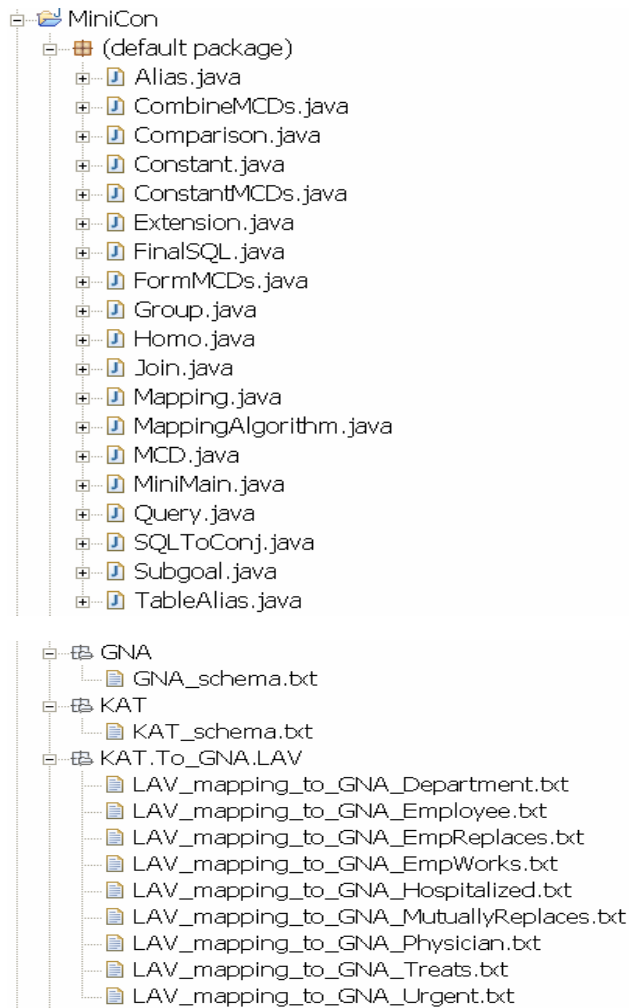 MiniCon
(default package)
Alias.java
CombineMCDs.java
Comparison.java
Constant.java
ConstantMCDs.java
Extension.java
FinalSQL.java
FormMCDs.java
Group.java
Homo.java
Join.java
Mapping.java
MappingAlgorithm.java
MCD.java
MiniMain.java
Query.java
SQLToConj.java
Subgoal.java
TableAlias.java
GNA
GNA_schema.txt
KAT
KAT_schema.txt
KAT.To_GNA.LAV
LAV_mapping_to_GNA_Department.txt
LAV_mapping_to_GNA_Employee.txt
LAV_mapping_to_GNA_EmpReplaces.txt
LAV_mapping_to_GNA_EmpWorks.txt
LAV_mapping_to_GNA_Hospitalized.txt
LAV_mapping_to_GNA_MutuallyReplaces.txt
LAV_mapping_to_GNA_Physician.txt
LAV_mapping_to_GNA_Treats.txt
LAV_mapping_to_GNA_Urgent.txt